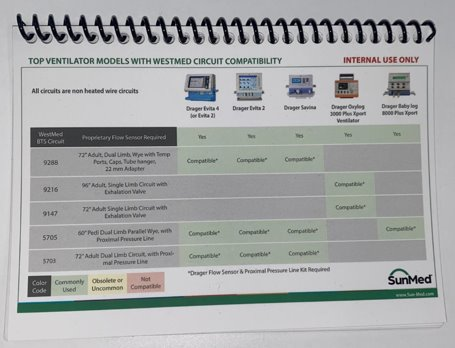 TOP VENTILATOR MODELS WITH WESTMED CIRCUIT COMPATIBILITY
INTERNAL USE ONLY
All circuits are non heated wire circuits
Drager Evita 4
(or Evita 2)
Drager Evita 2
Drager Savina
Drager Oxylog
3000 Plus Xport
Ventilator
Drager Baby log
8000 Plus Xport
WestMed
BTS Circuit
Proprietary Flow Sensor Required
Yes Yes Yes Yes Yes
9288
72" Adult, Dual Limb, Wye with Temp
Ports, Caps, Tube hanger,
22 mm Adapter
Compatible* Compatible* Compatible*
9216
96" Adult, Single Limb Circuit with
Exhalation Valve
Compatible*
9147
72" Adult Single Limb Circuit with
Exhalation Valve
Compatible*
5705
60" Pedi Dual Limb Parallel Wye, with
Proximal Pressure Line
Compatible* Compatible* Compatible* Compatible*
5703
72" Adult Dual Limb Circuit, with Proxi-
mal Pressure Line
Compatible* Compatible* Compatible*
*Drager Flow Sensor & Proximal Pressure Line Kit Required
Color
Code
Commonly
Used
Obsolete or
Uncommon
Not
Compatible
SunMed
www.Sun-Med.com